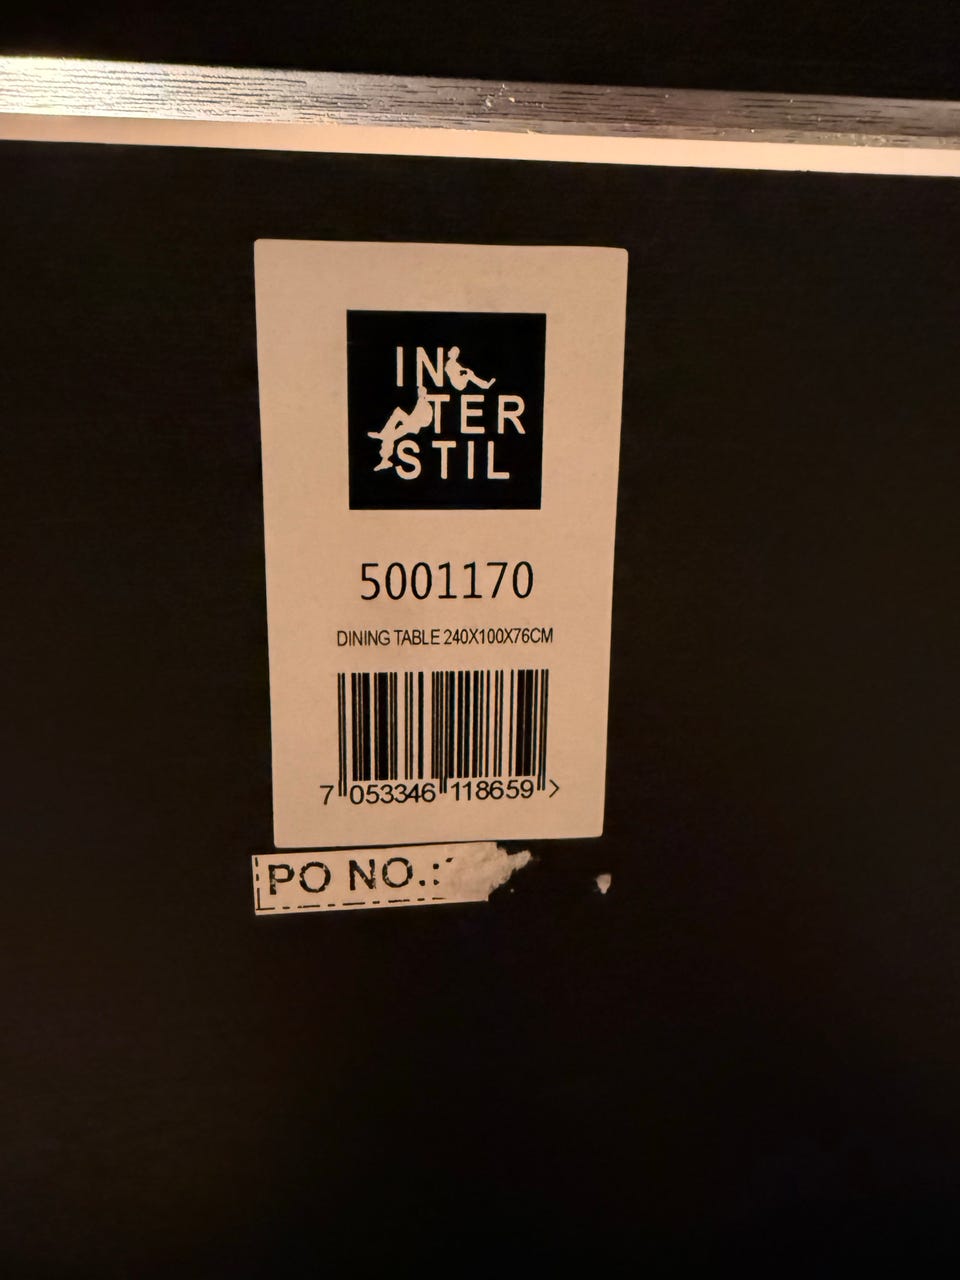 IN
TER
STIL
5001170
DINING TABLE 240X100X76CM
7 053346 118659 >
PO NO.: